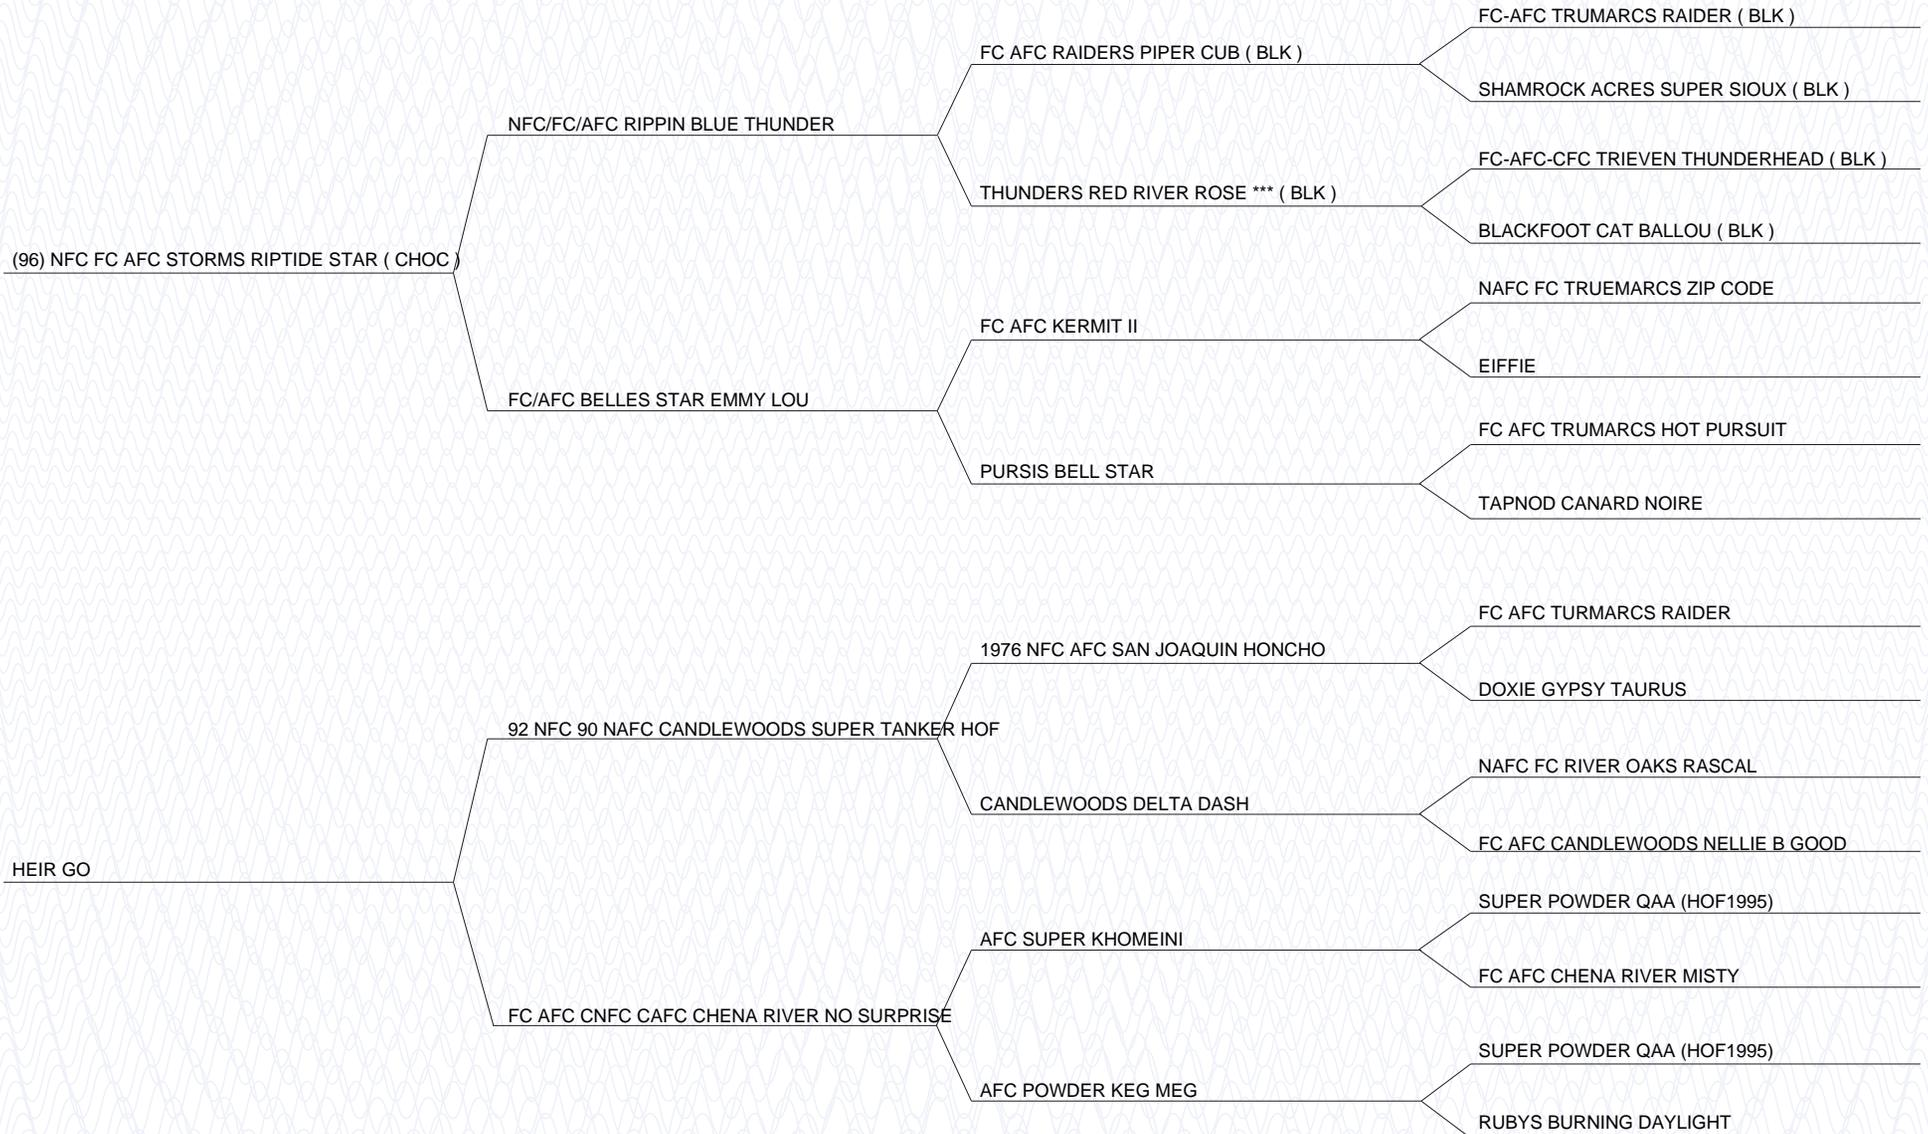 FC-AFC TRUMARCS RAIDER ( BLK )
FC AFC RAIDERS PIPER CUB ( BLK )
SHAMROCK ACRES SUPER SIOUX ( BLK )
NFC/FC/AFC RIPPIN BLUE THUNDER
FC-AFC-CFC TRIEVEN THUNDERHEAD ( BLK )
THUNDERS RED RIVER ROSE *** ( BLK )
BLACKFOOT CAT BALLOU ( BLK )
(96) NFC FC AFC STORMS RIPTIDE STAR ( CHOC )
NAFC FC TRUEMARCS ZIP CODE
FC AFC KERMIT II
EIFFIE
FC/AFC BELLES STAR EMMY LOU
FC AFC TRUMARCS HOT PURSUIT
PURSIS BELL STAR
TAPNOD CANARD NOIRE
FC AFC TURMARCS RAIDER
1976 NFC AFC SAN JOAQUIN HONCHO
DOXIE GYPSY TAURUS
92 NFC 90 NAFC CANDLEWOODS SUPER TANKER HOF
NAFC FC RIVER OAKS RASCAL
CANDLEWOODS DELTA DASH
FC AFC CANDLEWOODS NELLIE B GOOD
HEIR GO
SUPER POWDER QAA (HOF1995)
AFC SUPER KHOMEINI
FC AFC CHENA RIVER MISTY
FC AFC CNFC CAFC CHENA RIVER NO SURPRISE
SUPER POWDER QAA (HOF1995)
AFC POWDER KEG MEG
RUBYS BURNING DAYLIGHT